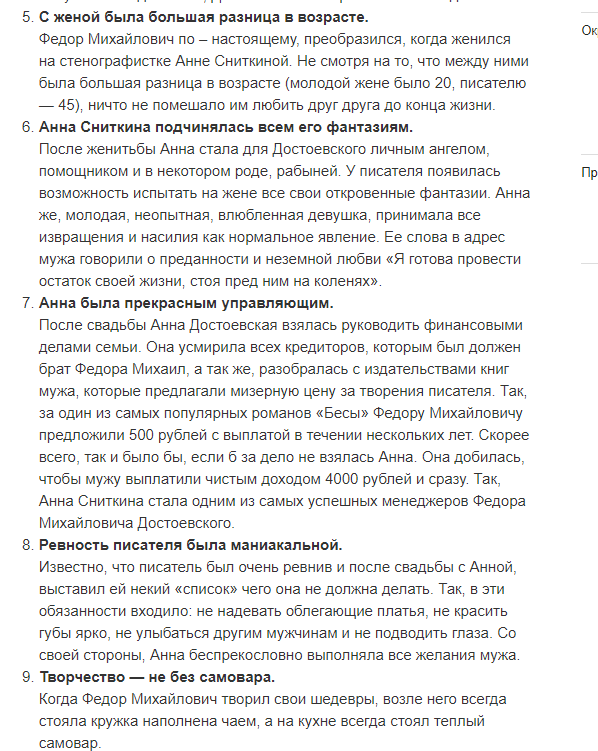 5. С женой была большая разница в возрасте.
Ок
Федор Михайлович по – настоящему, преобразился, когда женился
на стенографистке Анне Сниткиной. Не смотря на то, что между ними
была большая разница в возрасте (молодой жене было 20, писателю
— 45), ничто не помешало им любить друг друга до конца жизни.
6. Анна Сниткина подчинялась всем его фантазиям.
После женитьбы Анна стала для Достоевского личным ангелом,
помощником и в некотором роде, рабыней. У писателя появилась
Пр
возможность испытать на жене все свои откровенные фантазии. Анна
же, молодая, неопытная, влюбленная девушка, принимала все
извращения и насилия как нормальное явление. Ее слова в адрес
мужа говорили о преданности и неземной любви «Я готова провести
остаток своей жизни, стоя пред ним на коленях».
7. Анна была прекрасным управляющим.
После свадьбы Анна Достоевская взялась руководить финансовыми
делами семьи. Она усмирила всех кредиторов, которым был должен
брат Федора Михаил, а так же, разобралась с издательствами книг
мужа, которые предлагали мизерную цену за творения писателя. Так,
за один из самых популярных романов «Бесы» Федору Михайловичу
предложили 500 рублей с выплатой в течении нескольких лет. Скорее
всего, так и было бы, если б за дело не взялась Анна. Она добилась,
чтобы мужу выплатили чистым доходом 4000 рублей и сразу. Так,
Анна Сниткина стала одним из самых успешных менеджеров Федора
Михайловича Достоевского.
8. Ревность писателя была маниакальной.
Известно, что писатель был очень ревнив и после свадьбы с Анной,
выставил ей некий «список» чего она не должна делать. Так, в эти
обязанности входило: не надевать облегающие платья, не красить
губы ярко, не улыбаться другим мужчинам и не подводить глаза. Со
своей стороны, Анна беспрекословно выполняла все желания мужа.
9. Творчество — не без самовара.
Когда Федор Михайлович творил свои шедевры, возле него всегда
стояла кружка наполнена чаем, а на кухне всегда стоял теплый
самовар.